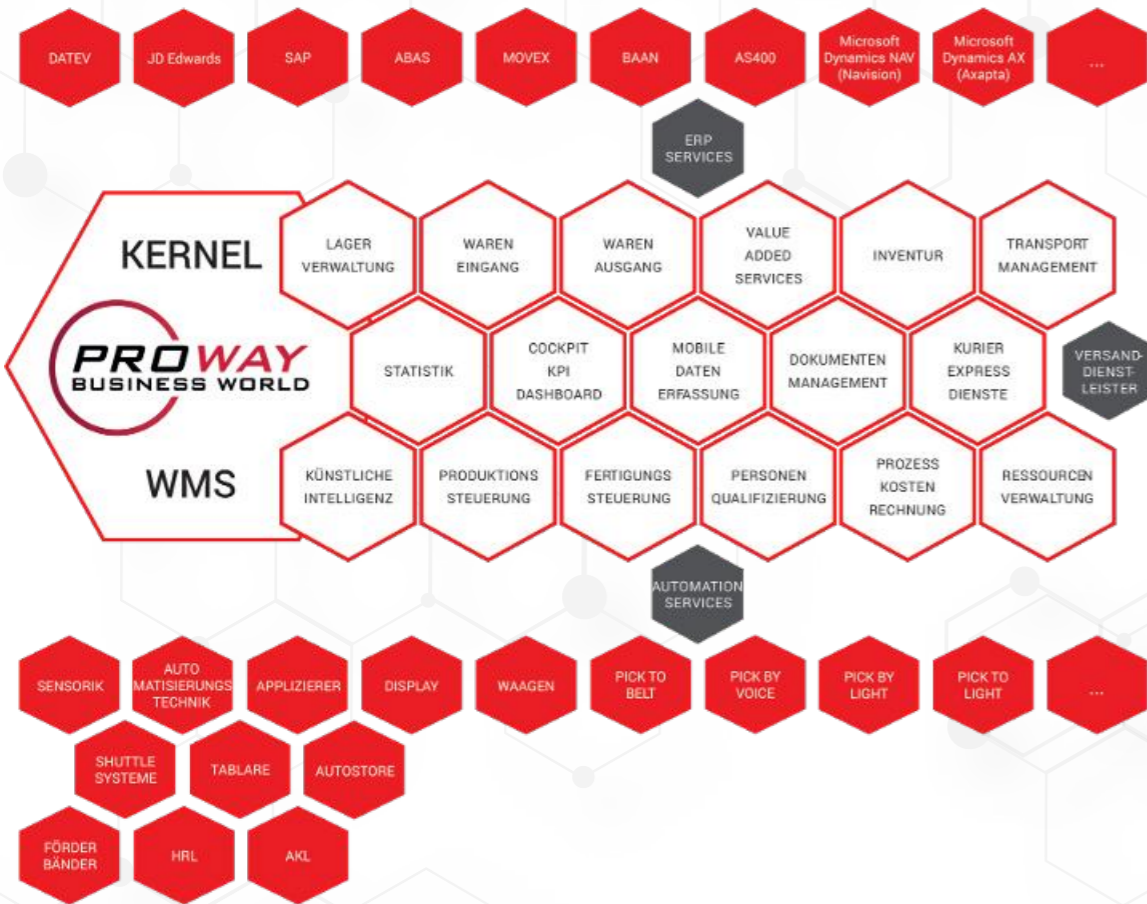 DATEV
JD Edwards
SAP
ABAS
MOVEX
BAAN
AS400
Microsoft
Dynamics NAV
(Navision)
Microsoft
Dynamics AX
(Axapta)
...
ERP
SERVICES
KERNEL
PROWAY
BUSINESS WORLD
WMS
LAGER
VERWALTUNG
WAREN
EINGANG
WAREN
AUSGANG
VALUE
ADDED
SERVICES
INVENTUR
TRANSPORT
MANAGEMENT
STATISTIK
COCKPIT
KPI
DASHBOARD
MOBILE
DATEN
ERFASSUNG
DOKUMENTEN
MANAGEMENT
KURIER
EXPRESS
DIENSTE
VERSAND-
DIENST-
LEISTER
KÜNSTLICHE
INTELLIGENZ
PRODUKTIONS
STEUERUNG
FERTIGUNGS
STEUERUNG
PERSONEN
QUALIFIZIERUNG
PROZESS
KOSTEN
RECHNUNG
RESSOURCEN
VERWALTUNG
AUTOMATION
SERVICES
SENSORIK
AUTO
MATISIERUNGS
TECHNIK
APPLIZIERER
DISPLAY
WAAGEN
PICK TO
BELT
PICK BY
VOICE
PICK BY
LIGHT
PICK TO
LIGHT
...
SHUTTLE
SYSTEME
TABLARE
AUTOSTORE
FÖRDER
BÄNDER
HRL
AKL